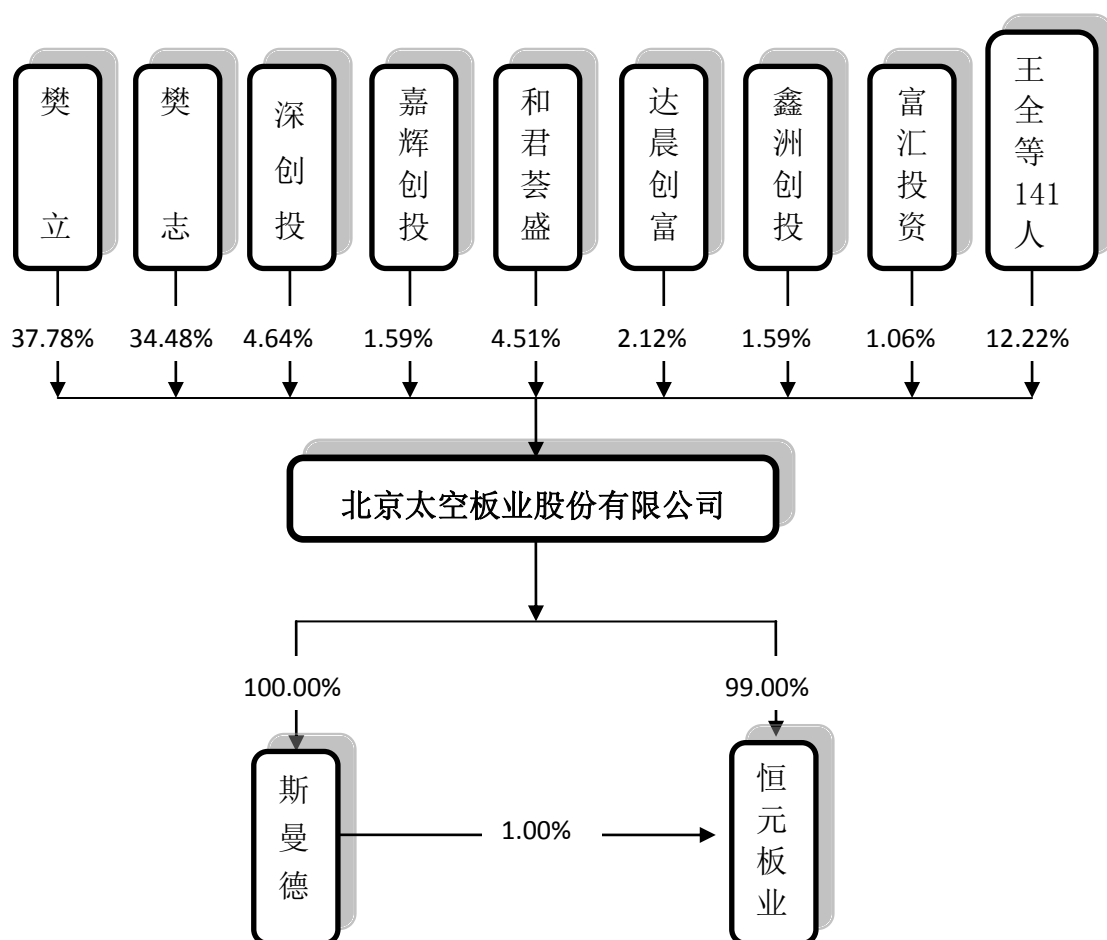 樊立
樊志
深创投
嘉辉创投
和君荟盛
达晨创富
鑫洲创投
富汇投资
王全等141人
37.78%
34.48%
4.64%
1.59%
4.51%
2.12%
1.59%
1.06%
12.22%
北京太空板业股份有限公司
100.00%
99.00%
斯曼德
1.00%
恒元板业